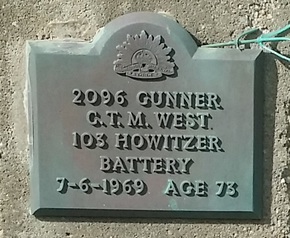 2096 GUNNER
G.T.M. WEST.
103 HOWITZER
BATTERY
7-6-1969 AGE 73